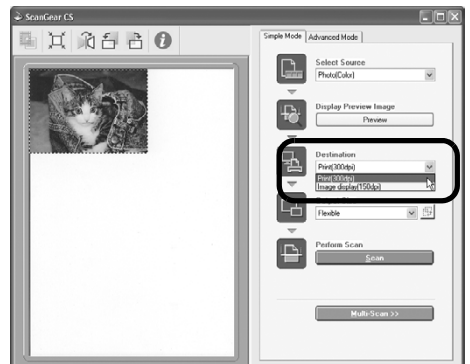 ScanGear CS
Simple Mode Advanced Mode
Select Source
Photo(Color)
Display Preview Image
Preview
Destination
Print(300dpi)
Print(300dpi)
Image display(150dpi)
Flexible
Perform Scan
Scan
Multi-Scan >>